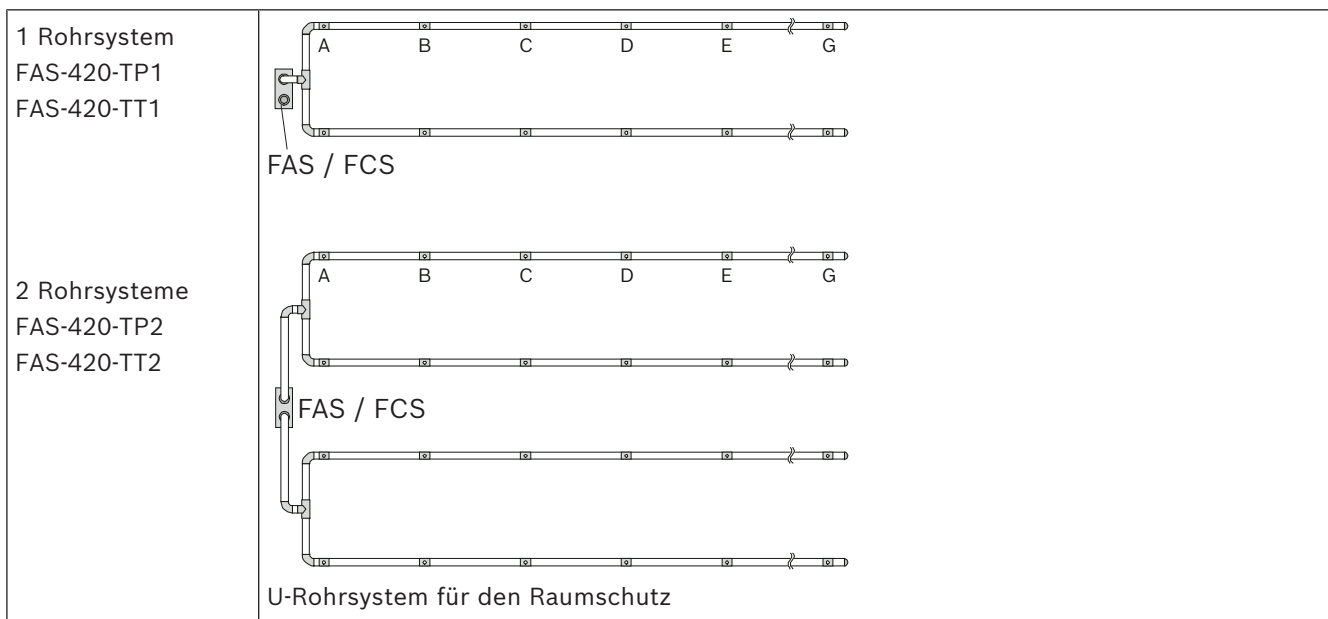 1 Rohrsystem
FAS-420-TP1
FAS-420-TT1
A B C D E G
FAS / FCS
2 Rohrsysteme
FAS-420-TP2
FAS-420-TT2
A B C D E G
FAS / FCS
U-Rohrsystem für den Raumschutz